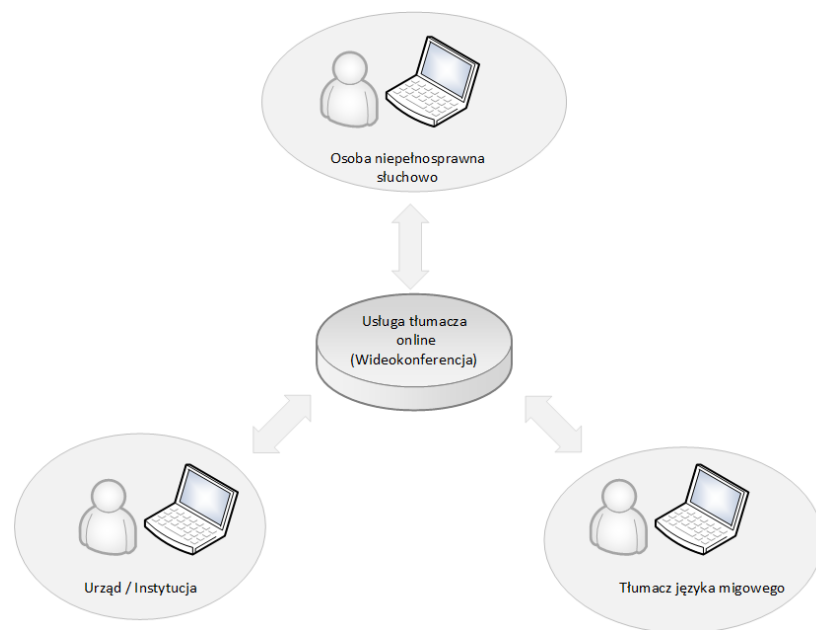 Osoba niepełnosprawna
słuchowo
Usługa tłumacza
online
(Wideokonferencja)
Urząd / Instytucja
Tłumacz języka migowego